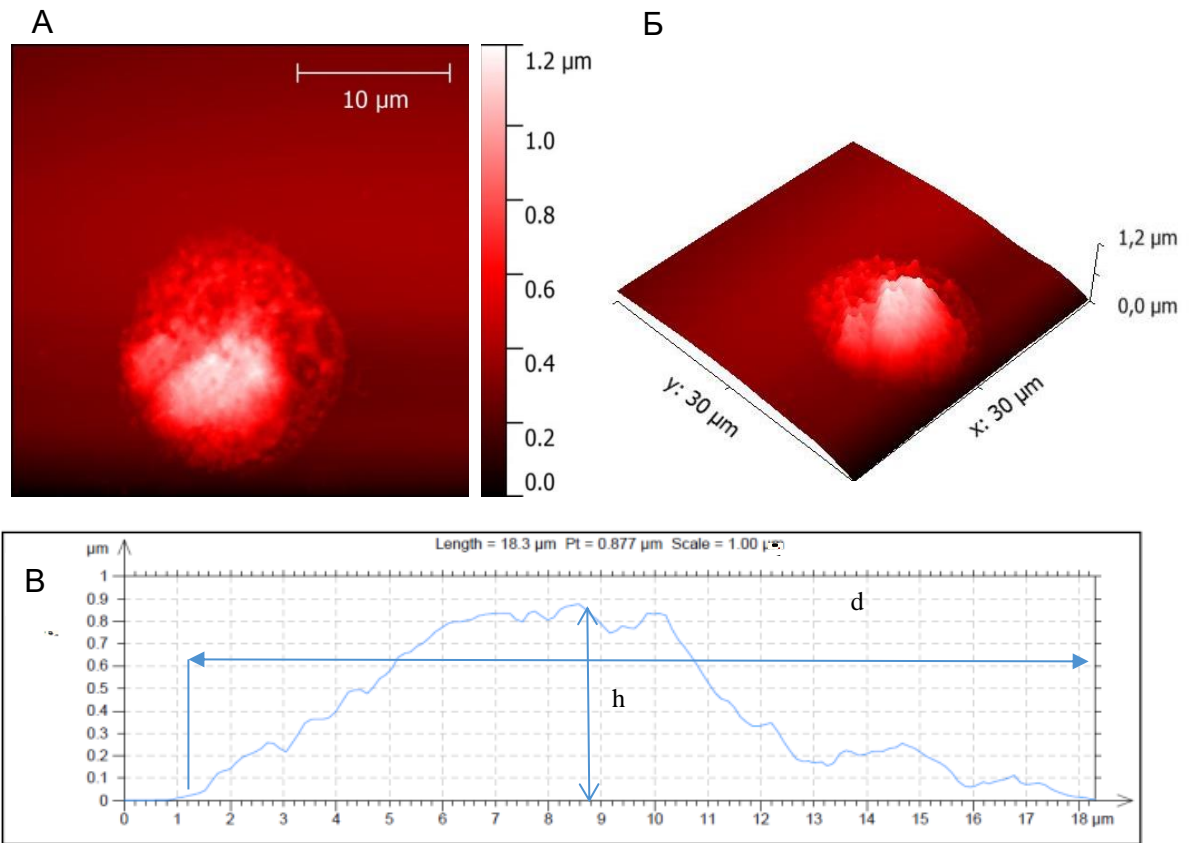 А
Б
10 µm
1.2 µm
1.0
0.8
0.6
0.4
0.2
0.0
1,2 µm
0,0 µm
y: 30 µm
x: 30 µm
В
Length = 18.3 µm Pt = 0.877 µm Scale = 1.00
µm
1
0.9
0.8
0.7
0.6
0.5
0.4
0.3
0.2
0.1
0
d
h
0 1 2 3 4 5 6 7 8 9 10 11 12 13 14 15 16 17 18 µm